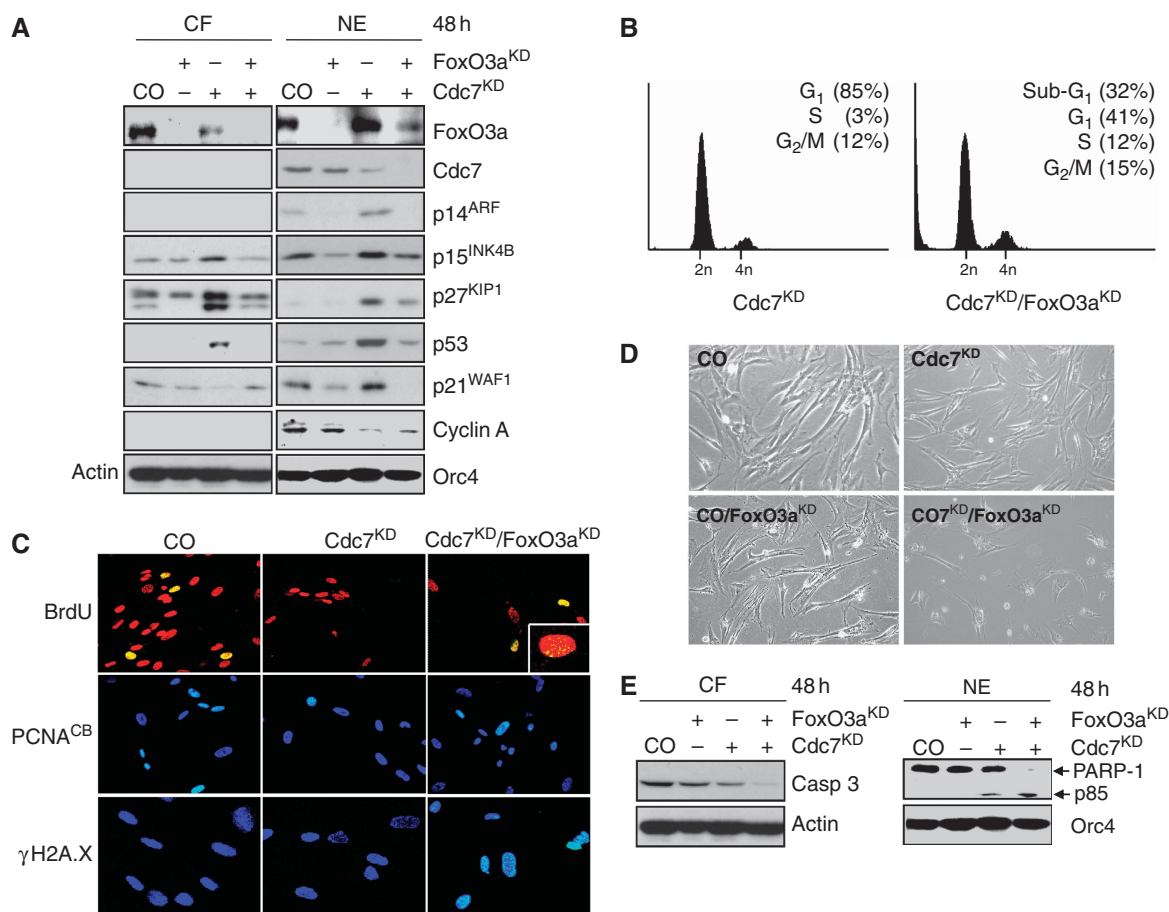 A
CF NE 48 h
+ – + + – + FoxO3a^KD
CO – + + CO – + + Cdc7^KD
FoxO3a
Cdc7
p14^ARF
p15^INK4B
p27^KIP1
p53
p21^WAF1
Cyclin A
Actin Orc4
B
G1 (85%)
S (3%)
G2/M (12%)
2n 4n
Cdc7^KD
Sub-G1 (32%)
G1 (41%)
S (12%)
G2/M (15%)
2n 4n
Cdc7^KD/FoxO3a^KD
C
CO Cdc7^KD Cdc7^KD/FoxO3a^KD
BrdU
PCNA^CB
γH2A.X
D
CO Cdc7^KD
CO/FoxO3a^KD CO7^KD/FoxO3a^KD
E
CF 48 h
+ – + FoxO3a^KD
CO – + + Cdc7^KD
Casp 3
Actin
NE 48 h
+ – + FoxO3a^KD
CO – + + Cdc7^KD
PARP-1
p85
Orc4